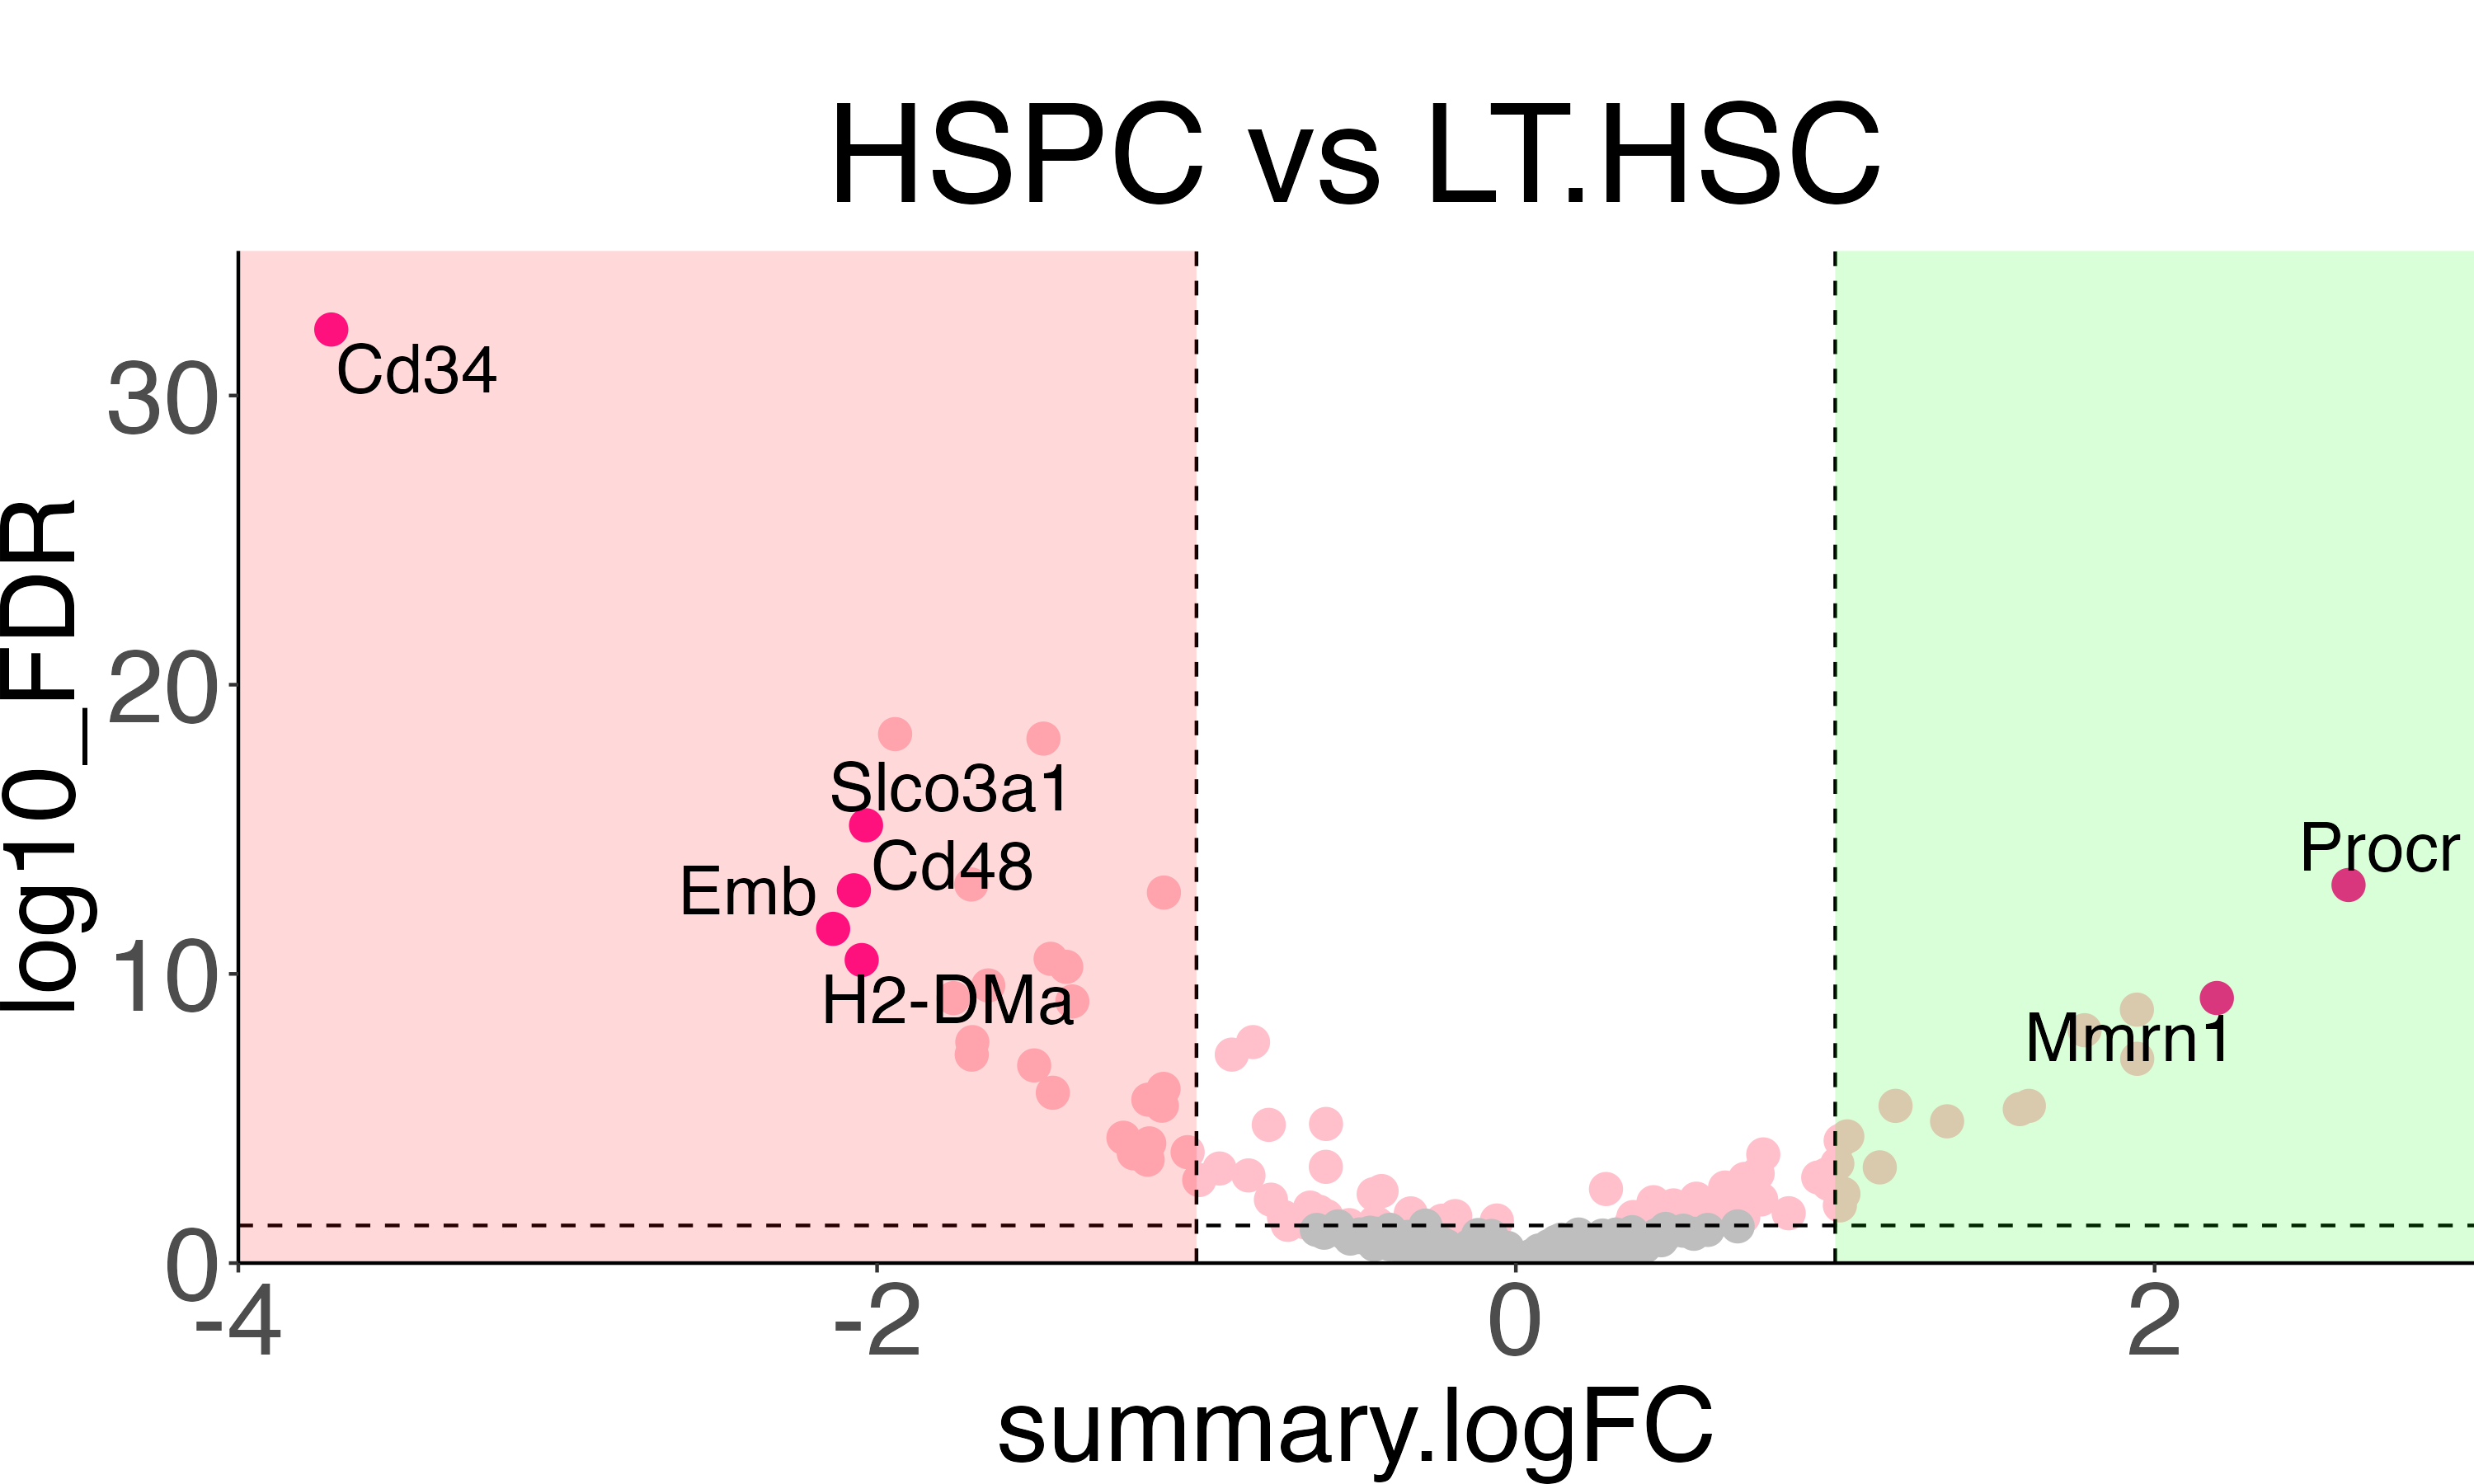 HSPC vs LT.HSC
log10_FDR
30
20
10
0
Cd34
Slco3a1
Cd48
Emb
H2-DMa
Procr
Mmrn1
-4 -2 0 2
summary.logFC